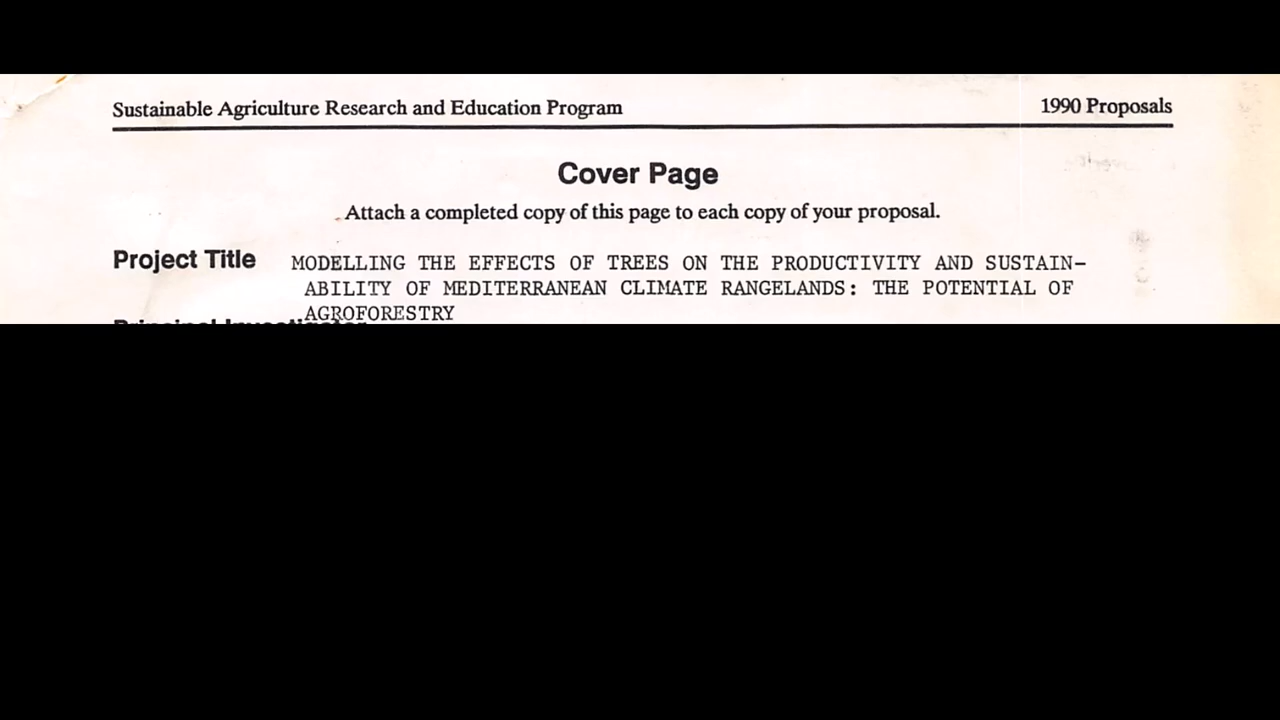 Sustainable Agriculture Research and Education Program 1990 Proposals
Cover Page
Attach a completed copy of this page to each copy of your proposal.
Project Title MODELLING THE EFFECTS OF TREES ON THE PRODUCTIVITY AND SUSTAIN-
ABILITY OF MEDITERRANEAN CLIMATE RANGELANDS: THE POTENTIAL OF
AGROFORESTRY
Principal Investigator